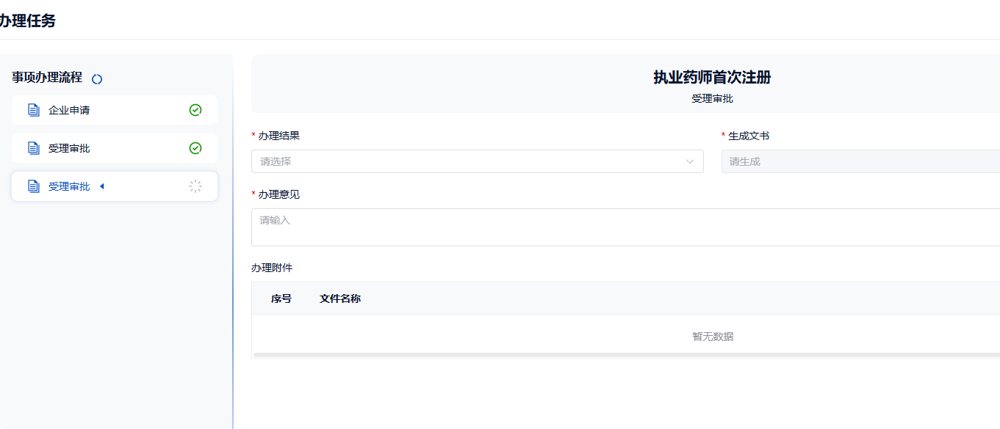 办理任务
事项办理流程
企业申请
受理审批
受理审批
执业药师首次注册
受理审批
* 办理结果
* 生成文书
请选择
请生成
* 办理意见
请输入
办理附件
序号 文件名称
暂无数据